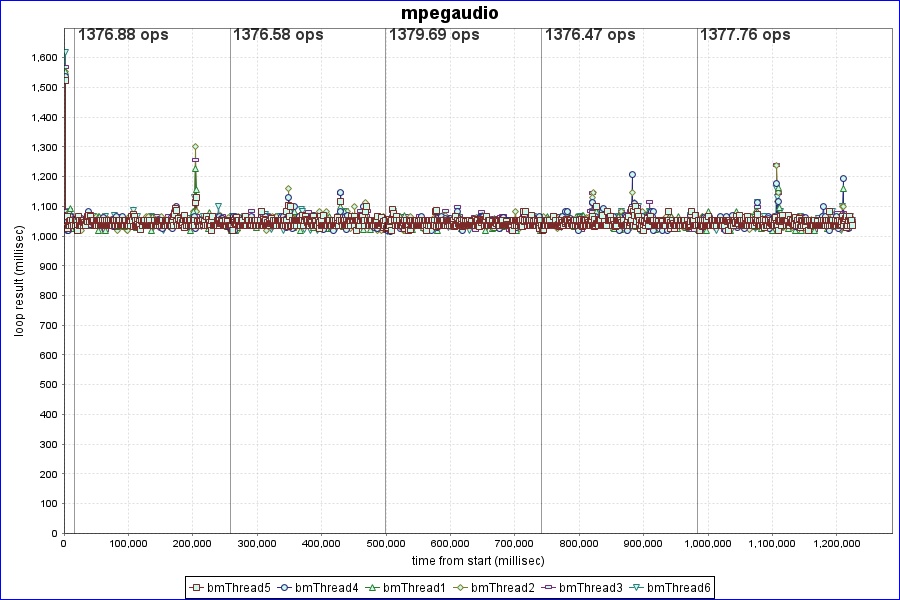 mpegaudio
1376.88 ops 1376.58 ops 1379.69 ops 1376.47 ops 1377.76 ops
1,600
1,500
1,400
1,300
1,200
1,100
1,000
900
800
700
600
500
400
300
200
100
0
loop result (millisec)
0 100,000 200,000 300,000 400,000 500,000 600,000 700,000 800,000 900,000 1,000,000 1,100,000 1,200,000
time from start (millisec)
bmThread5 bmThread4 bmThread1 bmThread2 bmThread3 bmThread6